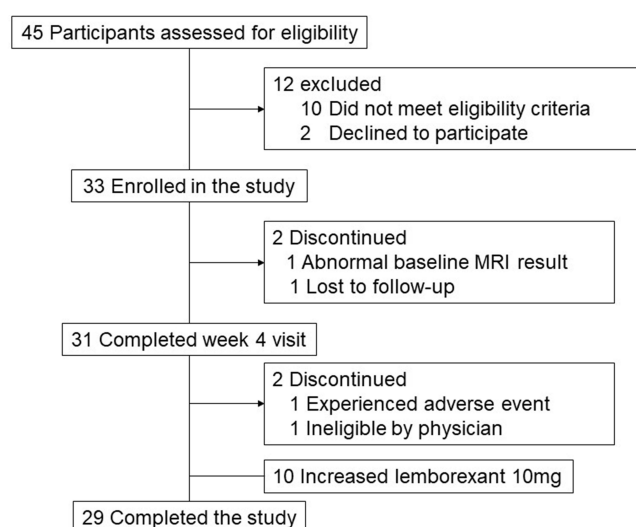 45 Participants assessed for eligibility
12 excluded
10 Did not meet eligibility criteria
2 Declined to participate
33 Enrolled in the study
2 Discontinued
1 Abnormal baseline MRI result
1 Lost to follow-up
31 Completed week 4 visit
2 Discontinued
1 Experienced adverse event
1 Ineligible by physician
10 Increased lemborexant 10mg
29 Completed the study